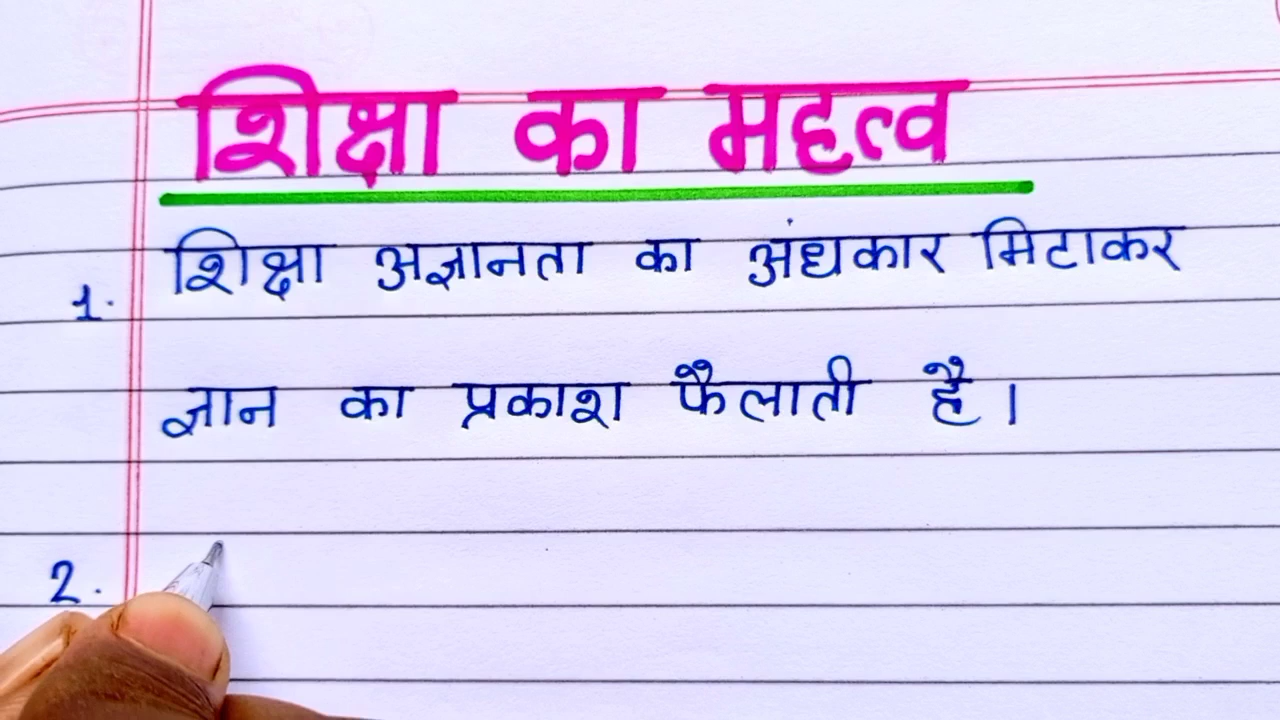 शिक्षा का महत्व
1. शिक्षा अज्ञानता का अंधकार मिटाकर
ज्ञान का प्रकाश फैलाती है।
2.